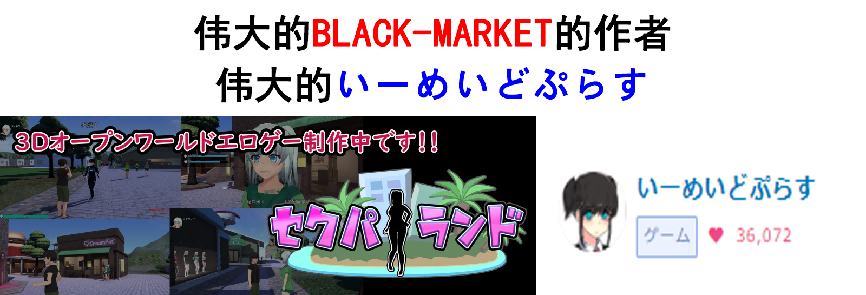 伟大的BLACK-MARKET的作者
伟大的いーめいどぷらす
3Dオープンワールドエロゲー制作中です!!
セクパ ランド
いーめいどぷらす
ゲーム ♥ 36,072